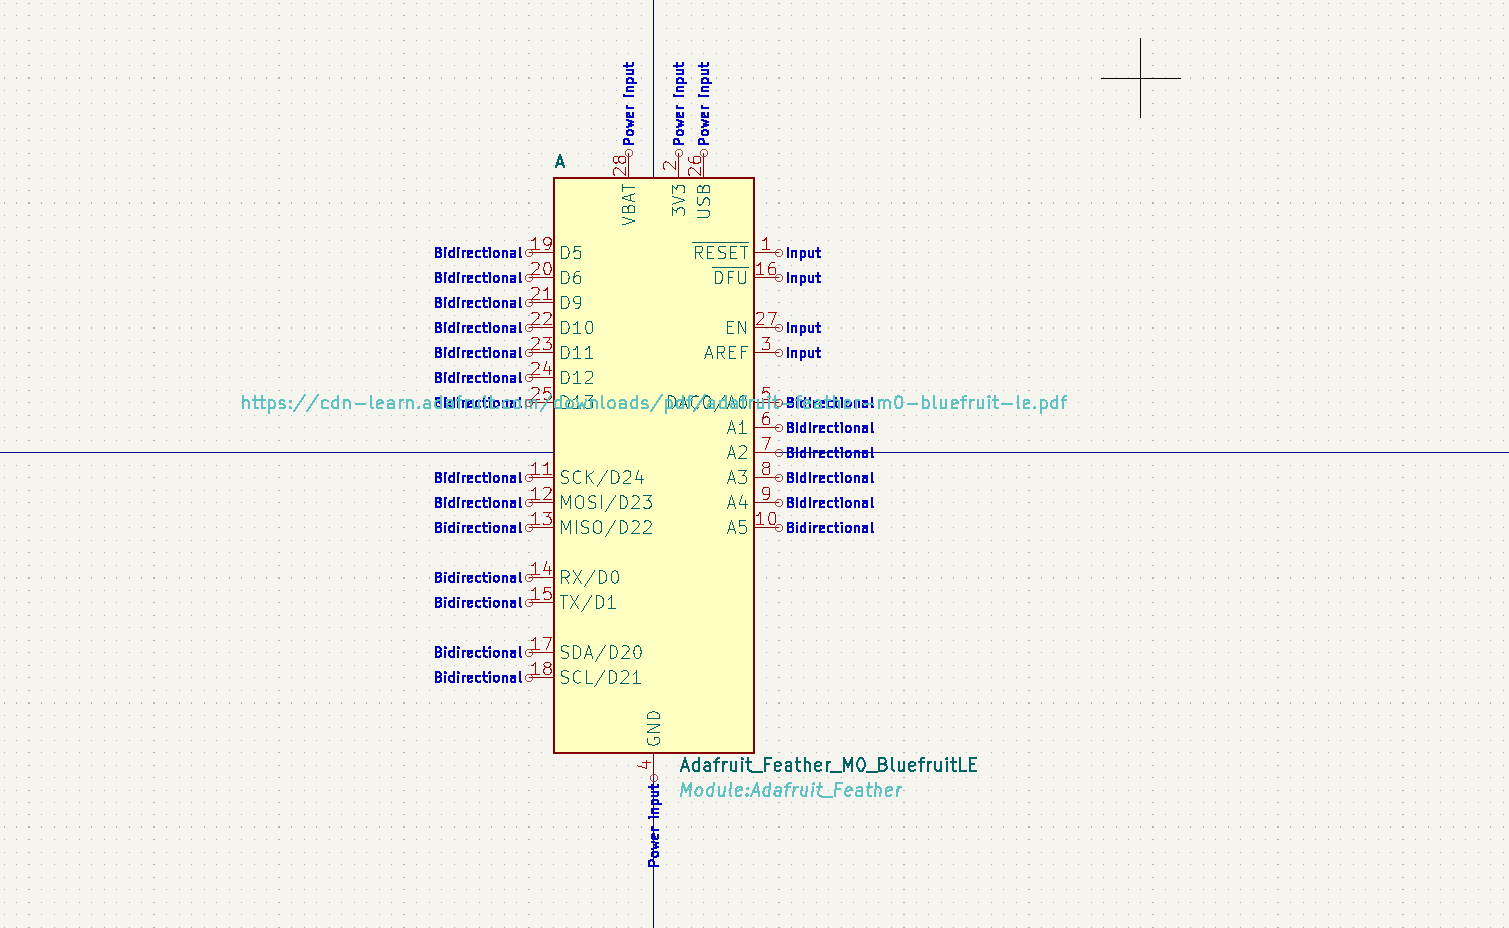 Power Input
Power Input
Power Input
28
2
26
A
VBAT
3V3
USB
Bidirectional 19 D5
RESET 1 Input
Bidirectional 20 D6
DFU 16 Input
Bidirectional 21 D9
Bidirectional 22 D10
EN 27 Input
Bidirectional 23 D11
AREF 3 Input
Bidirectional 24 D12
Bidirectional 25 D13
DAC0/A0 5 Bidirectional
https://cdn-learn.adafruit.com/downloads/pdf/adafruit-feather-m0-bluefruit-le.pdf
A1 6 Bidirectional
A2 7 Bidirectional
Bidirectional 11 SCK/D24
A3 8 Bidirectional
Bidirectional 12 MOSI/D23
A4 9 Bidirectional
Bidirectional 13 MISO/D22
A5 10 Bidirectional
Bidirectional 14 RX/D0
Bidirectional 15 TX/D1
Bidirectional 17 SDA/D20
Bidirectional 18 SCL/D21
GND
4
Adafruit_Feather_M0_BluefruitLE
Module:Adafruit_Feather
Power Input